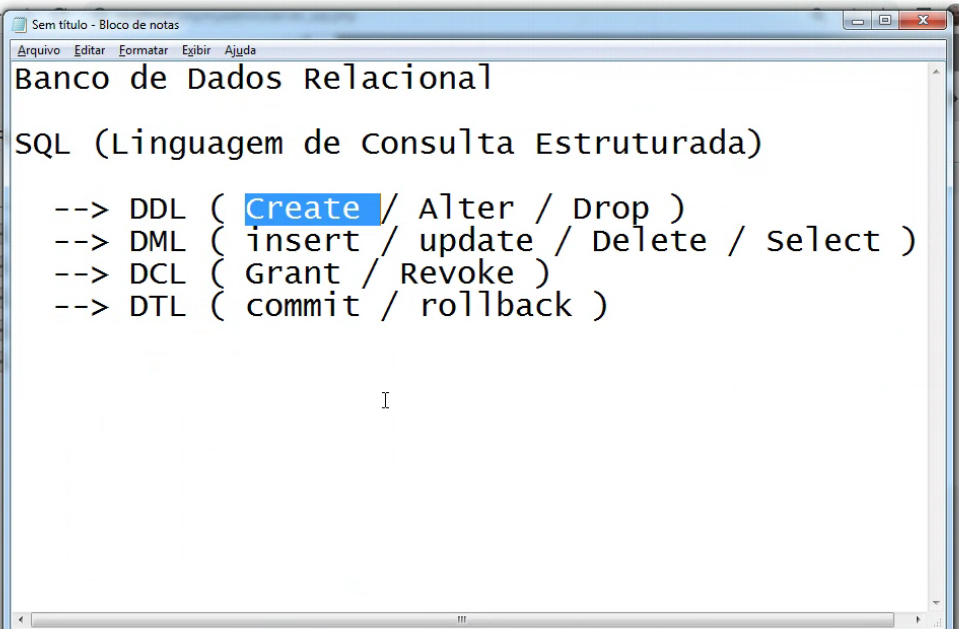 Sem título - Bloco de notas
Arquivo Editar Formatar Exibir Ajuda
Banco de Dados Relacional
SQL (Linguagem de Consulta Estruturada)
--> DDL ( Create / Alter / Drop )
--> DML ( insert / update / Delete / Select )
--> DCL ( Grant / Revoke )
--> DTL ( commit / rollback )